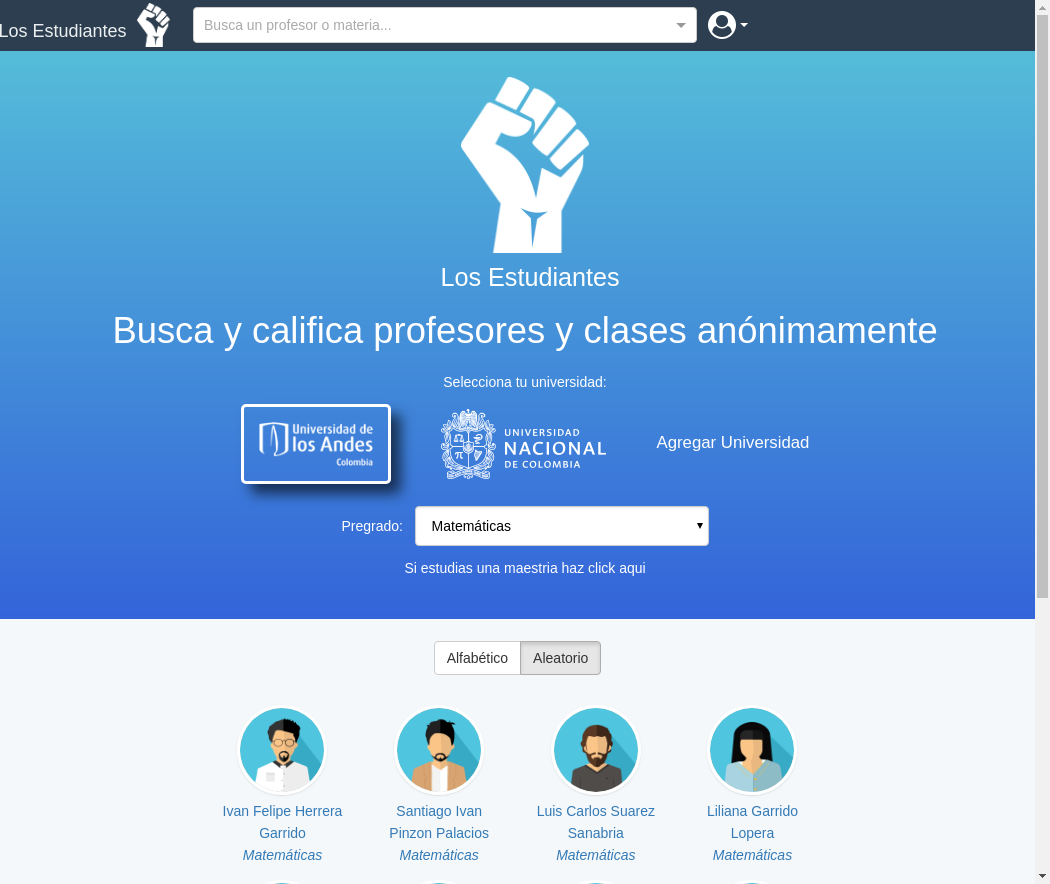 Los Estudiantes
Busca un profesor o materia...
Los Estudiantes
Busca y califica profesores y clases anónimamente
Selecciona tu universidad:
Universidad de
los Andes
Colombia
UNIVERSIDAD
NACIONAL
DE COLOMBIA
Agregar Universidad
Pregrado:
Matemáticas
Si estudias una maestria haz click aqui
Alfabético
Aleatorio
Ivan Felipe Herrera
Garrido
Matemáticas
Santiago Ivan
Pinzon Palacios
Matemáticas
Luis Carlos Suarez
Sanabria
Matemáticas
Liliana Garrido
Lopera
Matemáticas